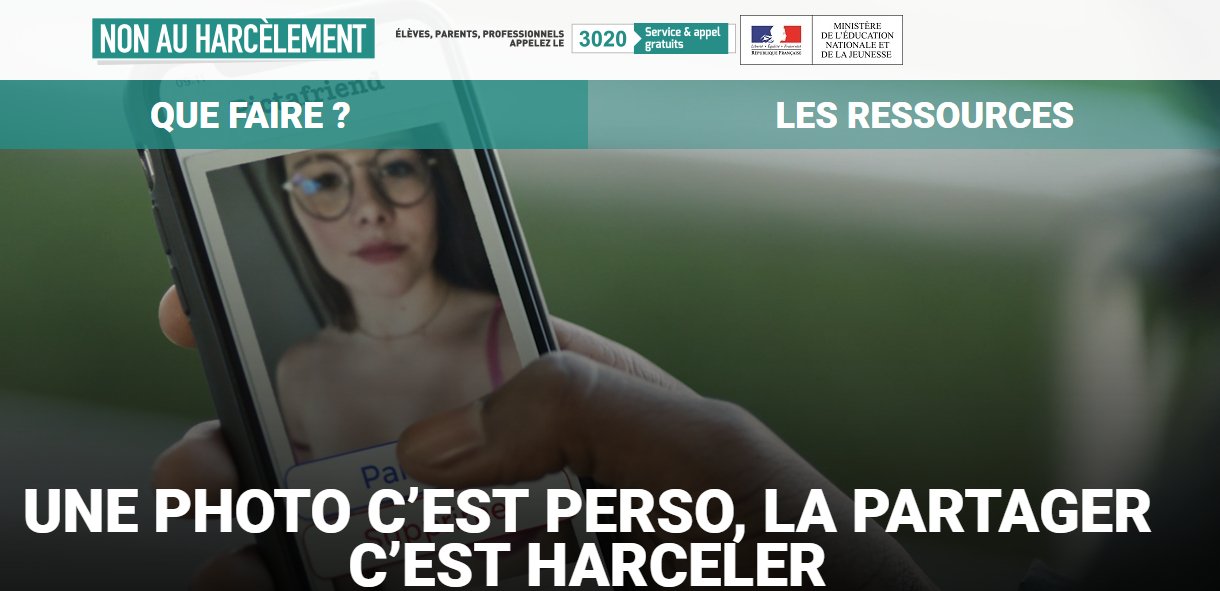 NON AU HARCÈLEMENT
ÉLÈVES, PARENTS, PROFESSIONNELS
APPELEZ LE
3020
Service & appel
gratuits
Liberté • Égalité • Fraternité
RÉPUBLIQUE FRANÇAISE
MINISTÈRE
DE L'ÉDUCATION
NATIONALE ET
DE LA JEUNESSE
QUE FAIRE ?
LES RESSOURCES
UNE PHOTO C’EST PERSO, LA PARTAGER
C’EST HARCELER